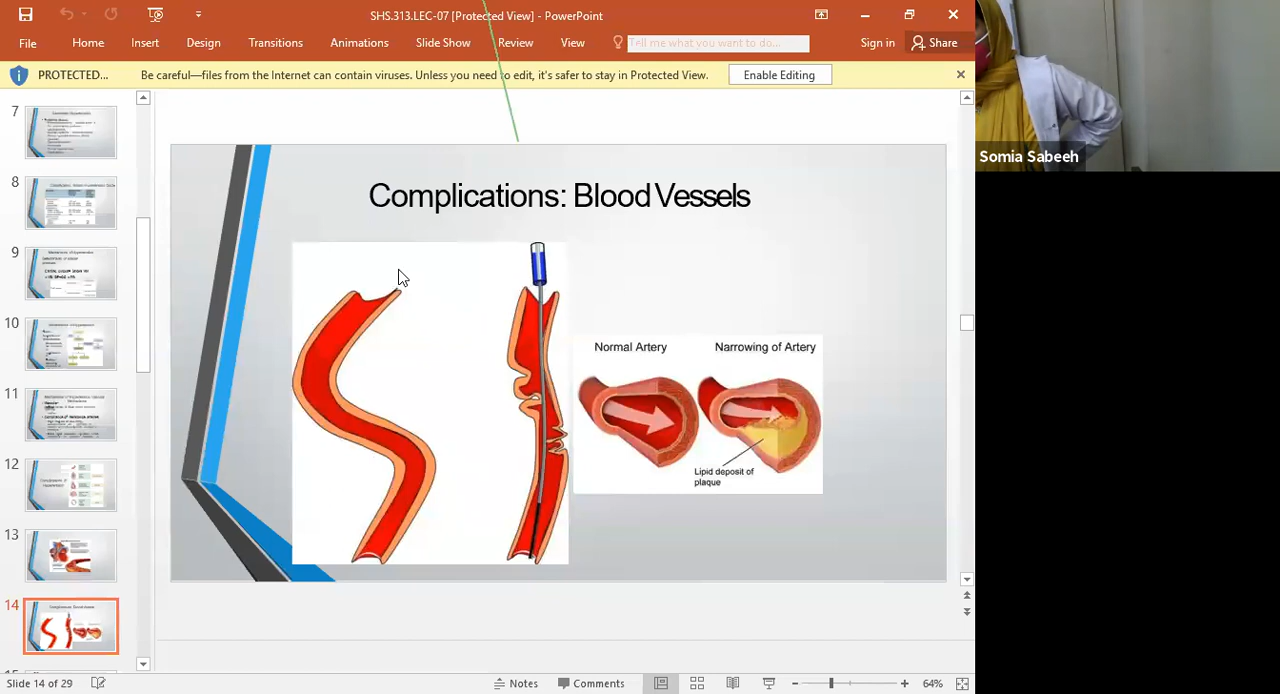 SHS.313.LEC-07 [Protected View] - PowerPoint
File Home Insert Design Transitions Animations Slide Show Review View Tell me what you want to do... Sign in Share
PROTECTED... Be careful—files from the Internet can contain viruses. Unless you need to edit, it's safer to stay in Protected View. Enable Editing
7
8
9
10
11
12
13
14
Complications: Blood Vessels
Normal Artery
Narrowing of Artery
Lipid deposit of
plaque
Somia Sabeeh
Slide 14 of 29
Notes Comments 64%